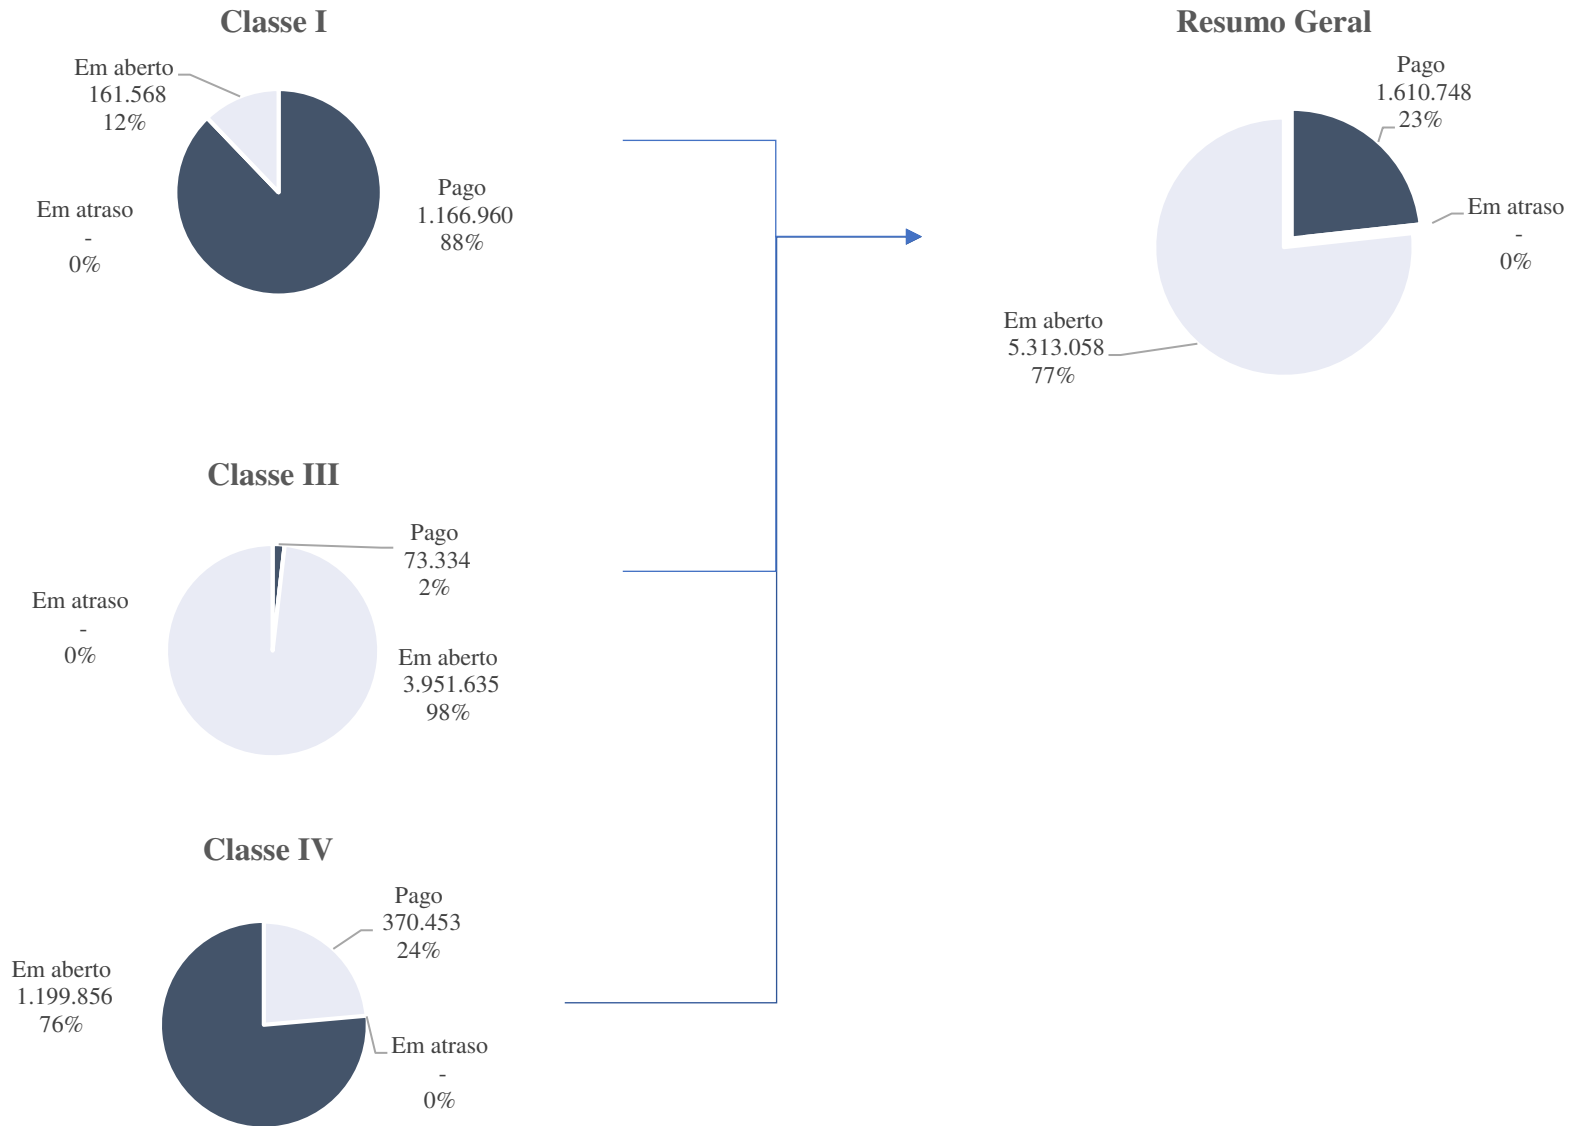 Classe I
Em aberto
161.568
12%
Em atraso
-
0%
Pago
1.166.960
88%
Resumo Geral
Pago
1.610.748
23%
Em atraso
-
0%
Em aberto
5.313.058
77%
Classe III
Pago
73.334
2%
Em atraso
-
0%
Em aberto
3.951.635
98%
Classe IV
Pago
370.453
24%
Em aberto
1.199.856
76%
Em atraso
-
0%